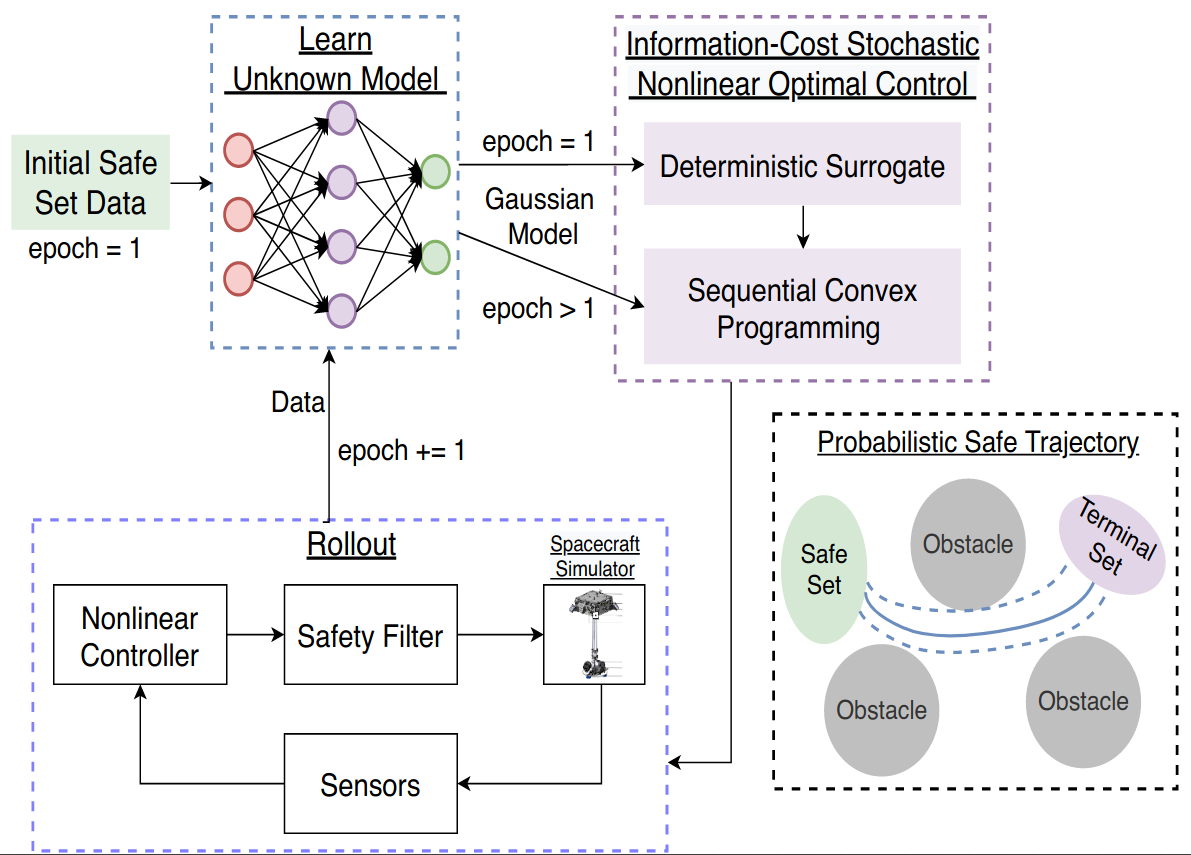 Learn
Unknown Model
Information-Cost Stochastic
Nonlinear Optimal Control
Initial Safe
Set Data
epoch = 1
epoch = 1
Gaussian
Model
epoch > 1
Deterministic Surrogate
Sequential Convex
Programming
Data
epoch += 1
Rollout
Spacecraft
Simulator
Nonlinear
Controller
Safety Filter
Sensors
Probabilistic Safe Trajectory
Safe
Set
Obstacle
Terminal
Set
Obstacle
Obstacle